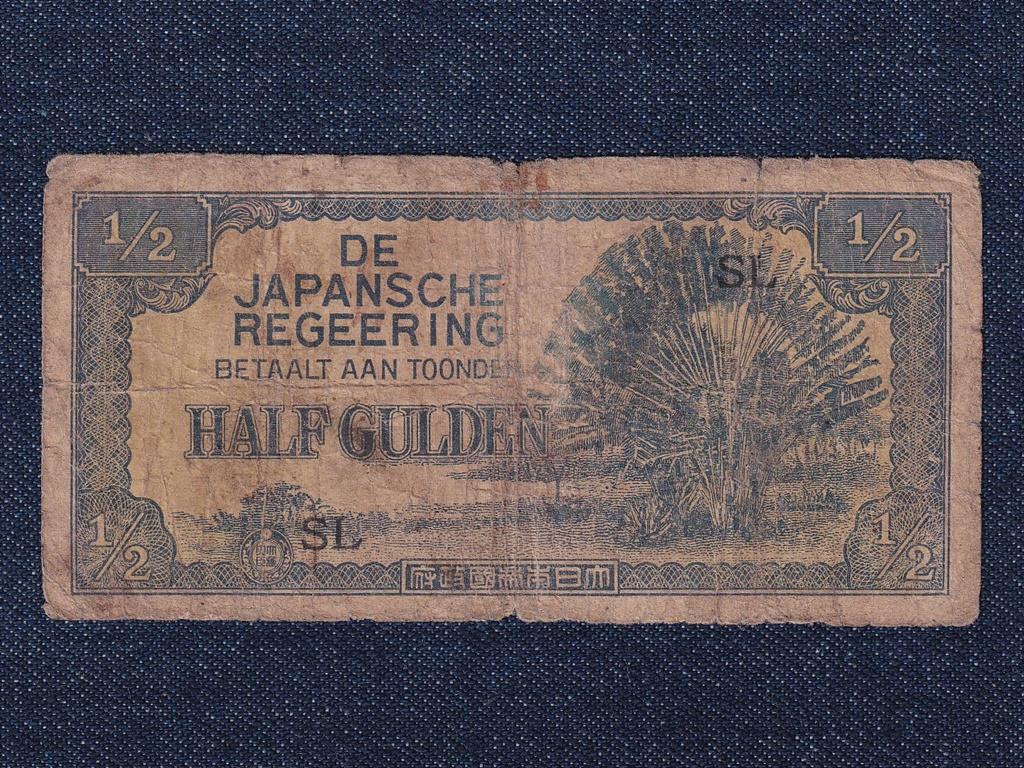 1/2
1/2
DE
JAPANSCHE
REGEERING
BETAALT AAN TOONDER
HALF GULDEN
SL
SL
1/2
1/2
府政國帝本日大